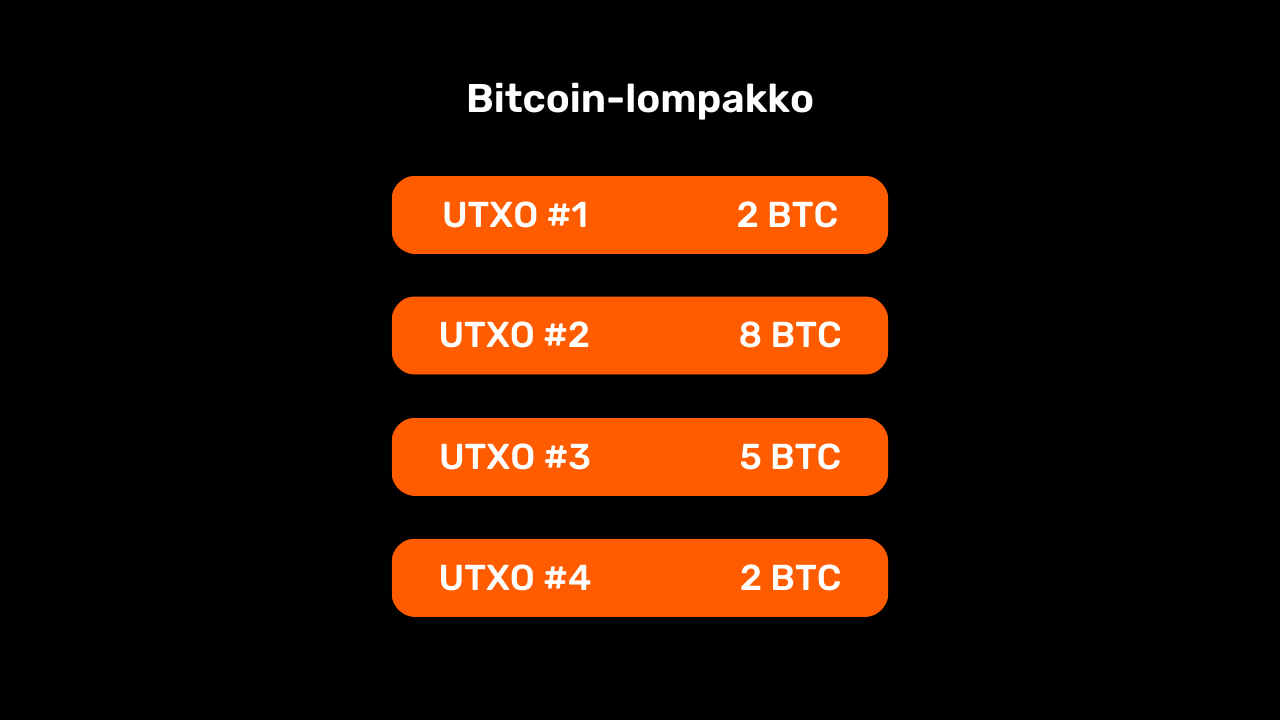 Bitcoin-lompakko
UTXO #1 2 BTC
UTXO #2 8 BTC
UTXO #3 5 BTC
UTXO #4 2 BTC